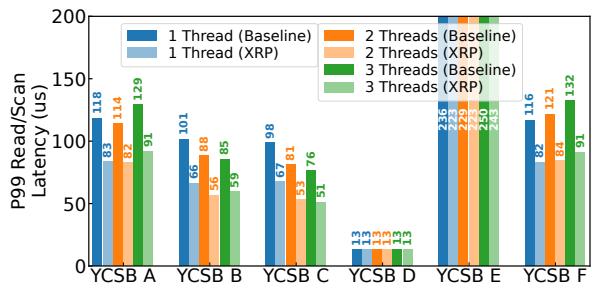 P99 Read/Scan
Latency (us)
200
150
100
50
0
1 Thread (Baseline)
1 Thread (XRP)
2 Threads (Baseline)
2 Threads (XRP)
3 Threads (Baseline)
3 Threads (XRP)
118 83 114 82 129 91
101 66 88 56 85 59
98 67 81 53 76 51
13 13 13 13 13 13
236 223 229 223 250 243
116 82 121 84 132 91
YCSB A YCSB B YCSB C YCSB D YCSB E YCSB F